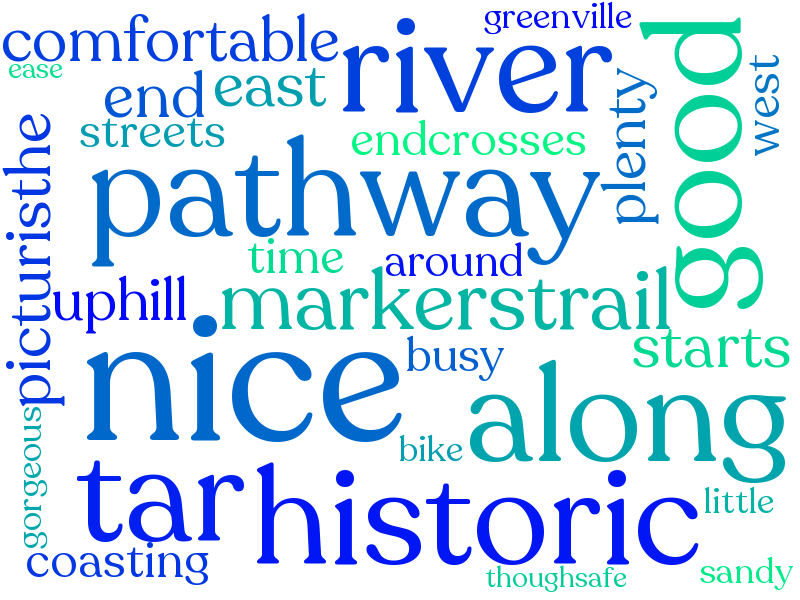 greenville
comfortable
river
good
ease
end
east
west
streets
endcrosses
plenty
picturisthe
pathway
time
around
uphill
markerstrail
nice
busy
starts
along
gorgeous
bike
tar
historic
little
coasting
thoughsafe
sandy